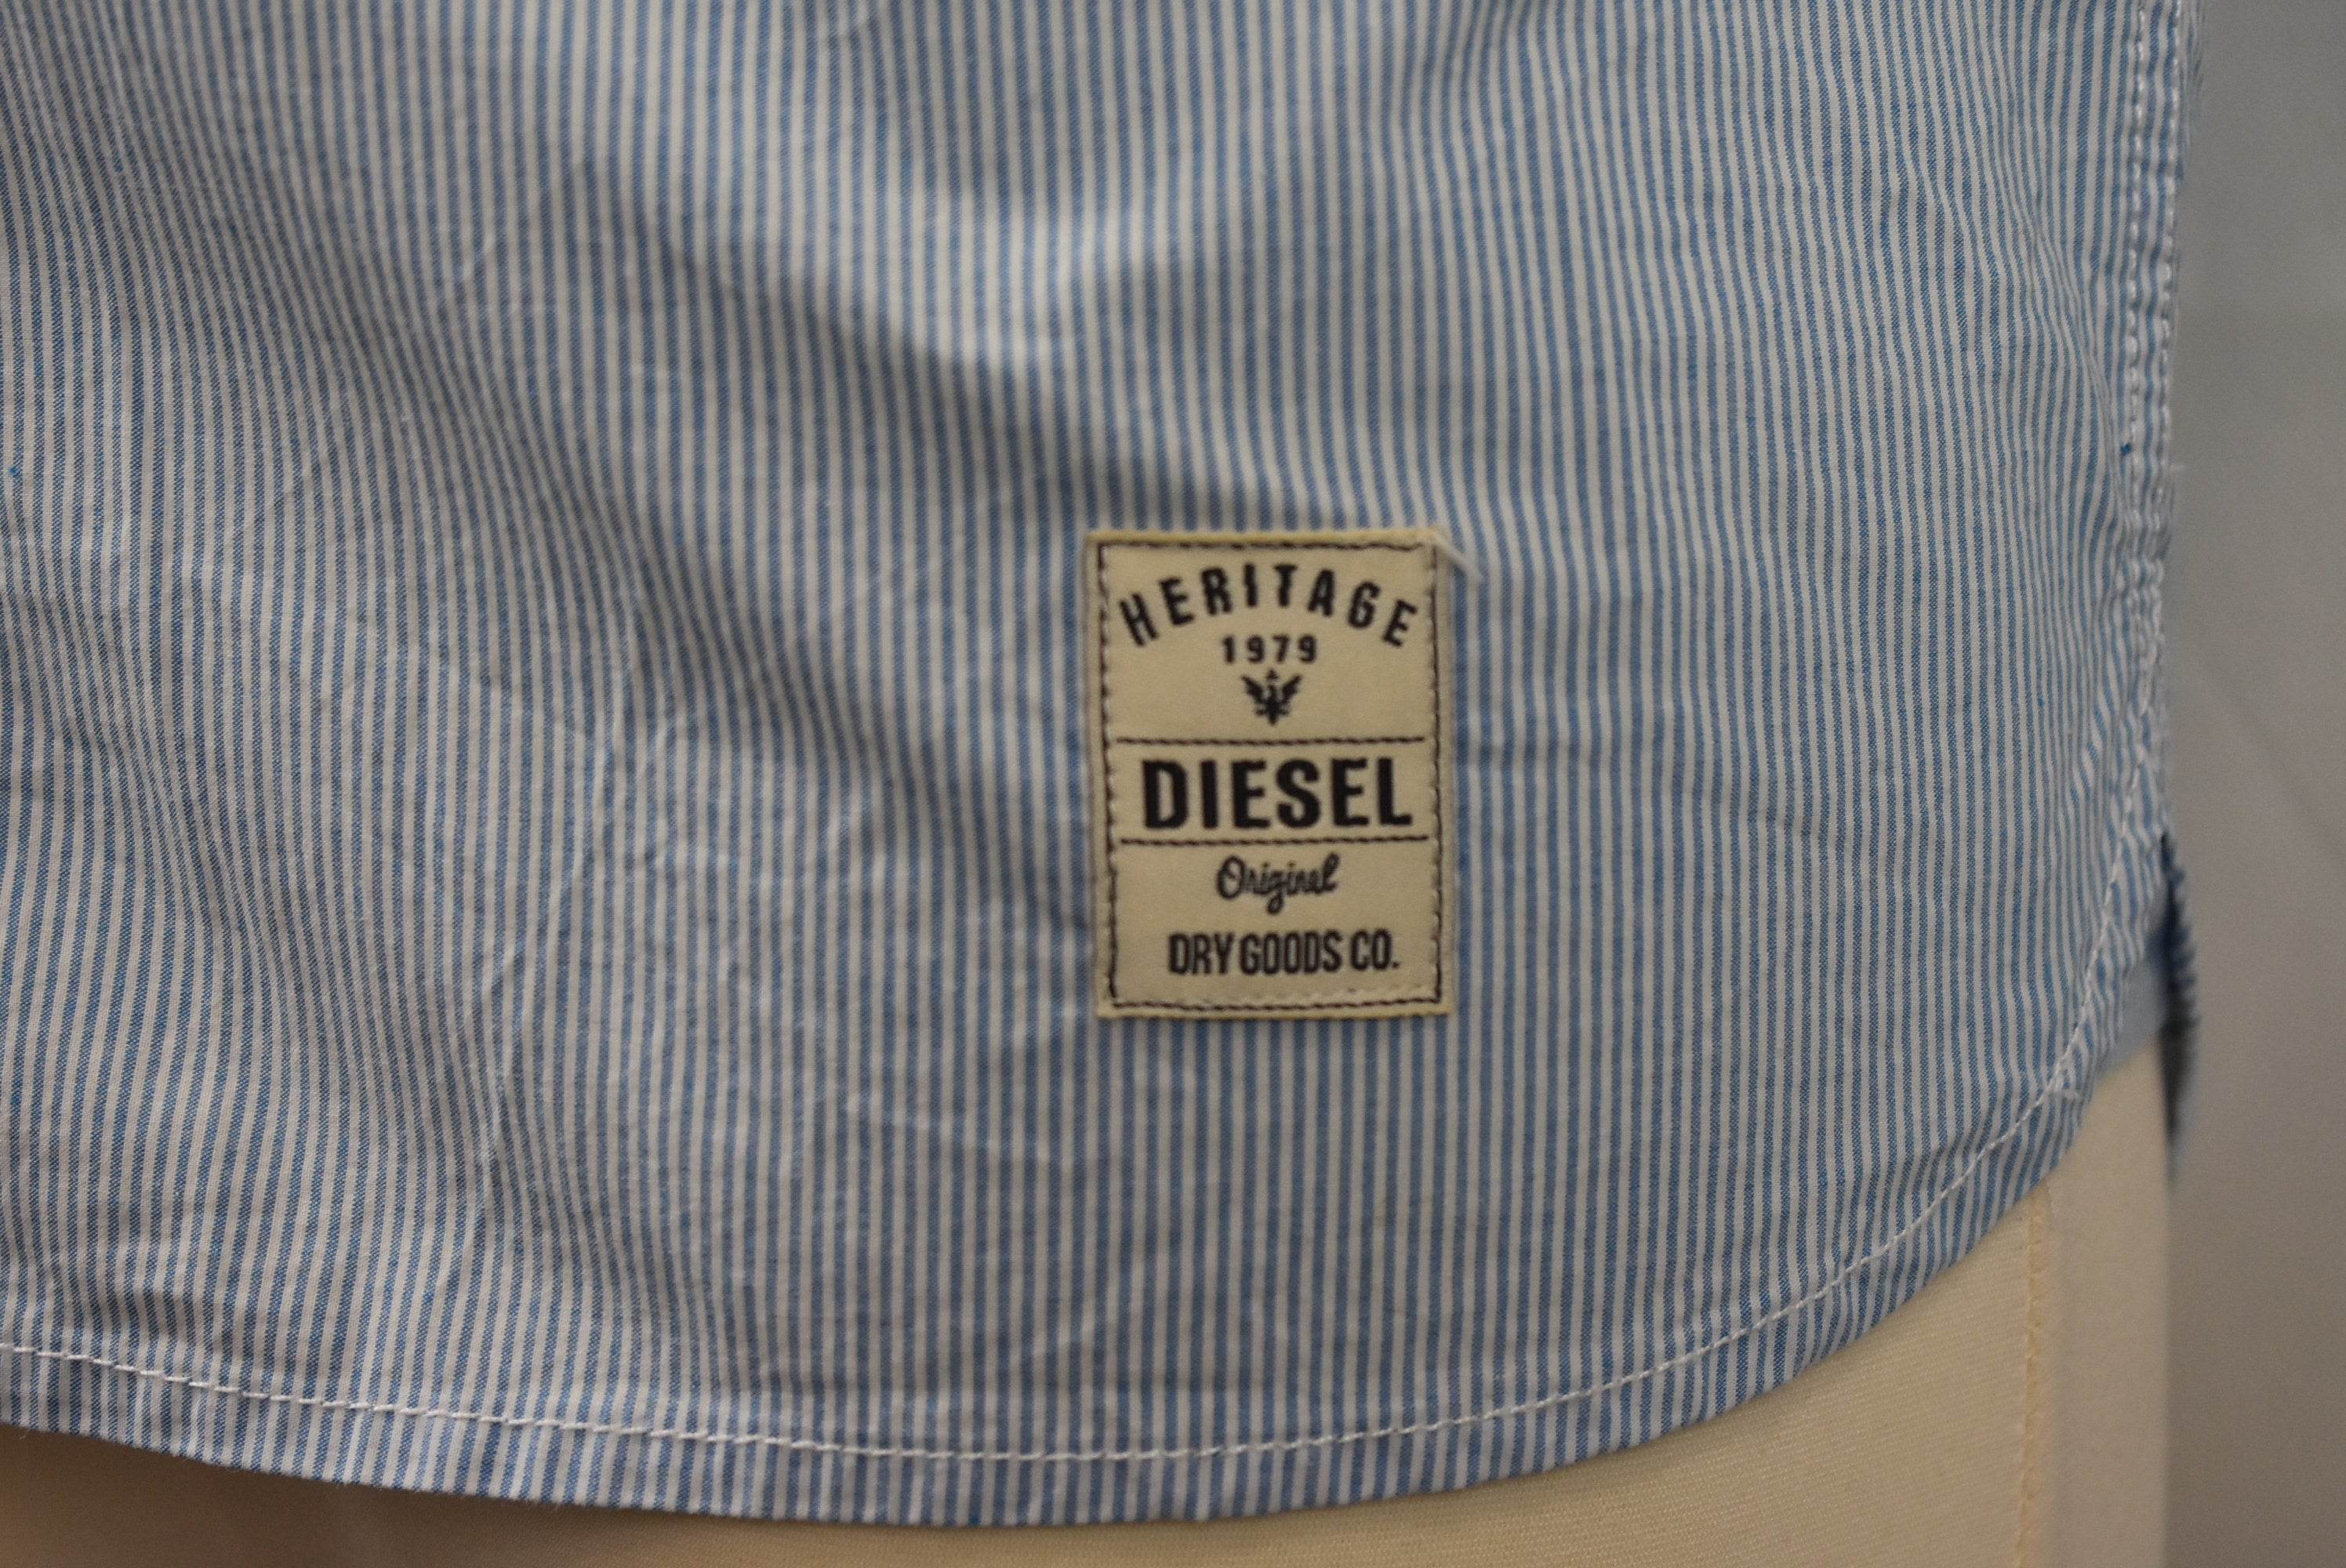 HERITAGE
1979
DIESEL
Original
DRY GOODS CO.